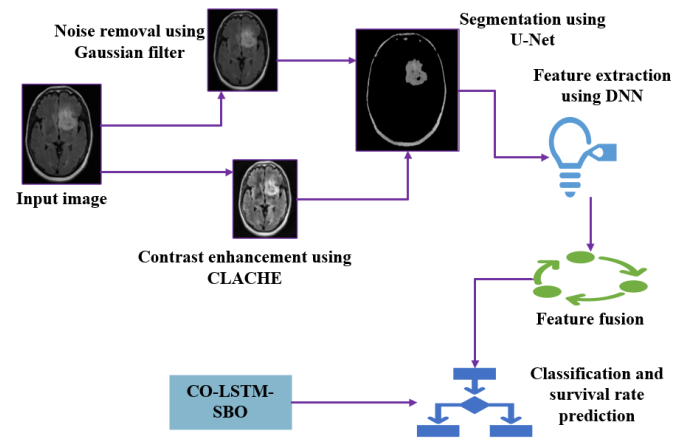 Noise removal using
Gaussian filter
Segmentation using
U-Net
Feature extraction
using DNN
Input image
Contrast enhancement using
CLACHE
Feature fusion
CO-LSTM-
SBO
Classification and
survival rate
prediction